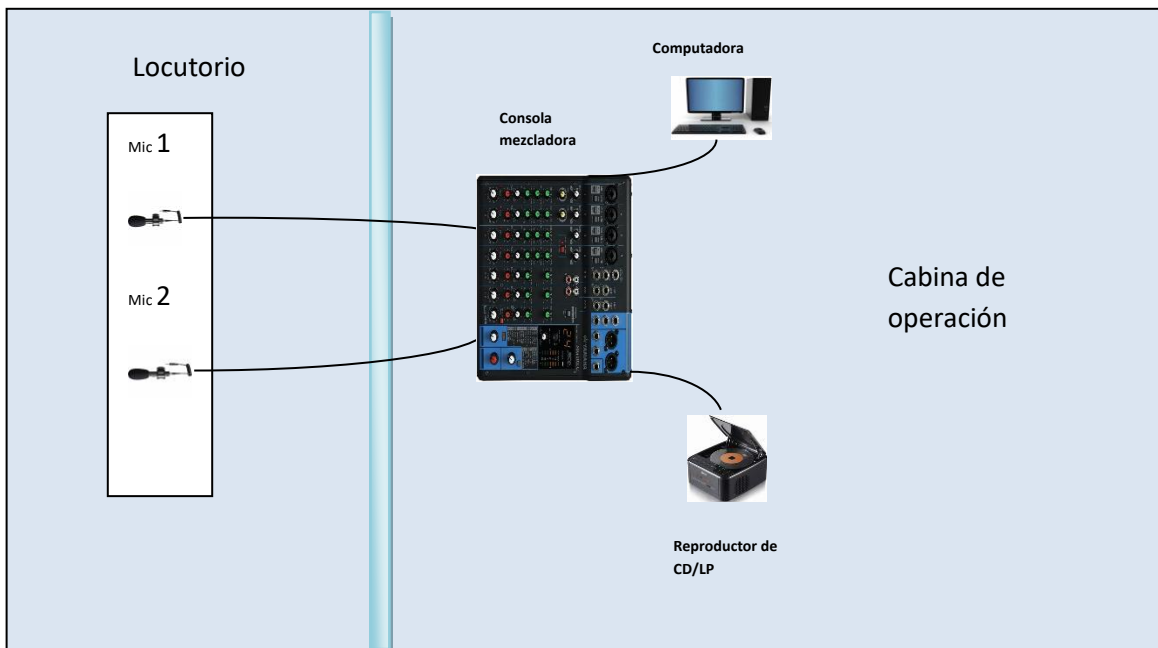 Locutorio
Mic 1
Mic 2
Computadora
Consola
mezcladora
Cabina de
operación
Reproductor de
CD/LP